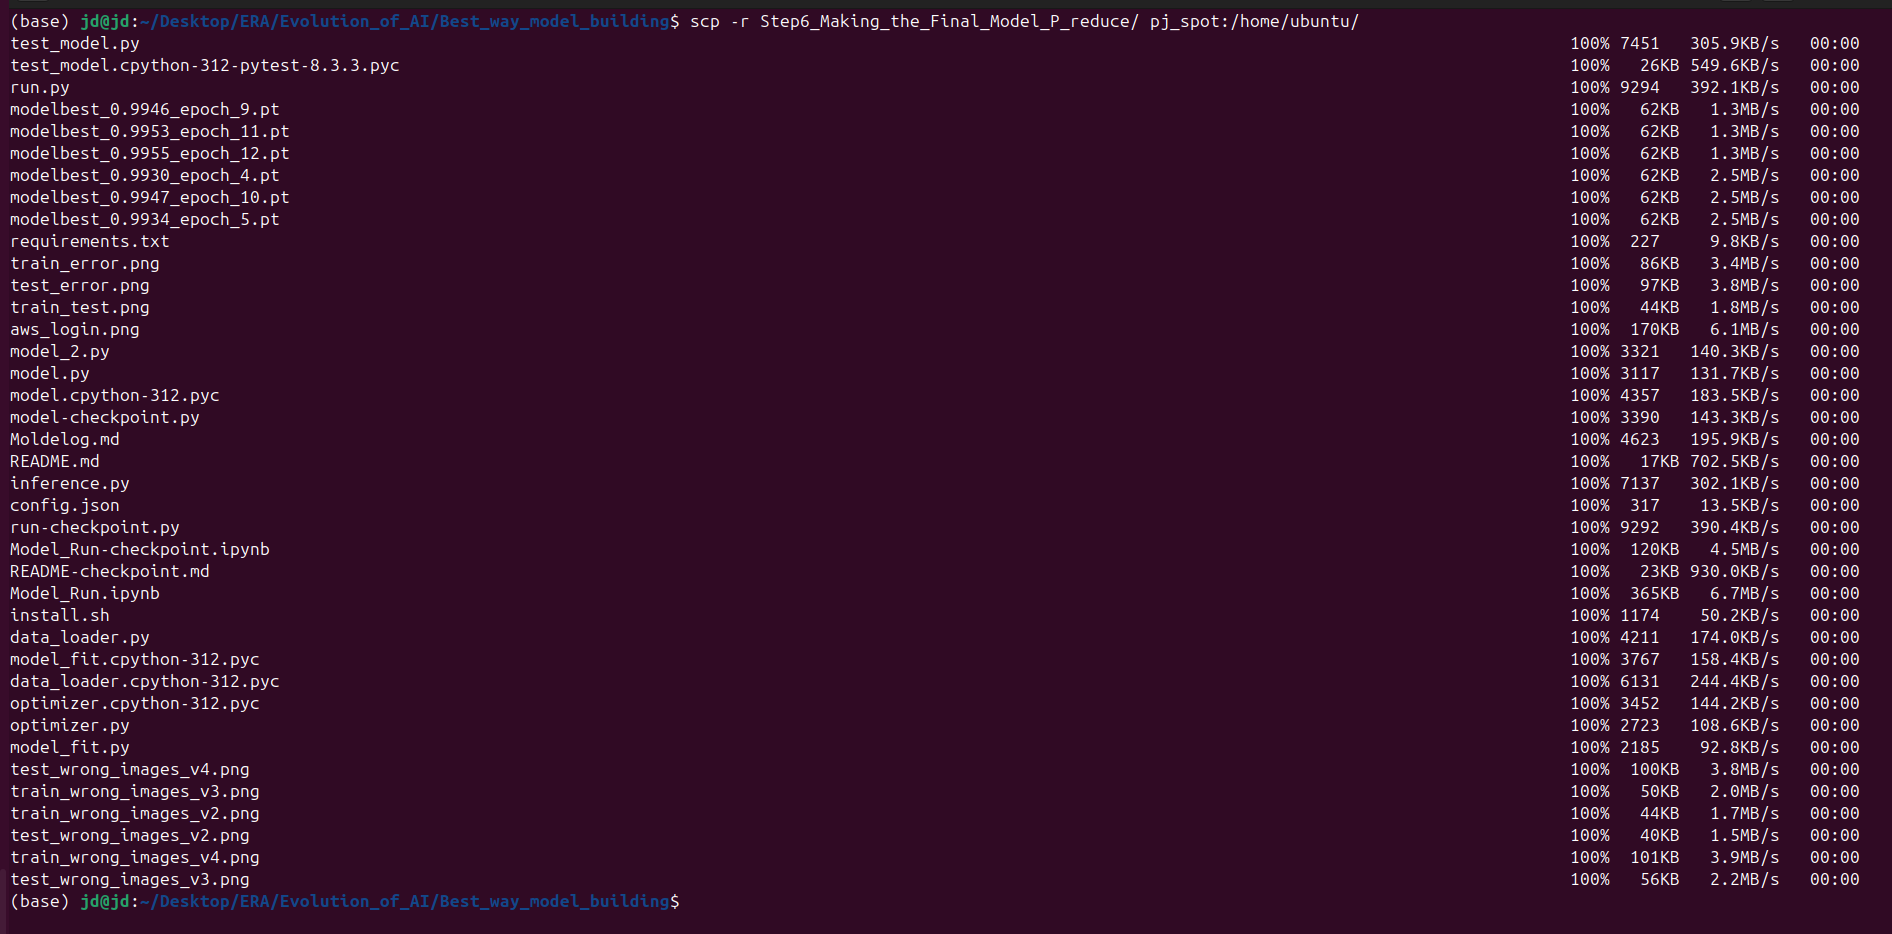 (base) jd@jd:~/Desktop/ERA/Evolution_of_AI/Best_way_model_building$ scp -r Step6_Making_the_Final_Model_P_reduce/ pj_spot:/home/ubuntu/
test_model.py 100% 7451 305.9KB/s 00:00
test_model.cpython-312-pytest-8.3.3.pyc 100% 26KB 549.6KB/s 00:00
run.py 100% 9294 392.1KB/s 00:00
modelbest_0.9946_epoch_9.pt 100% 62KB 1.3MB/s 00:00
modelbest_0.9953_epoch_11.pt 100% 62KB 1.3MB/s 00:00
modelbest_0.9955_epoch_12.pt 100% 62KB 1.3MB/s 00:00
modelbest_0.9930_epoch_4.pt 100% 62KB 2.5MB/s 00:00
modelbest_0.9947_epoch_10.pt 100% 62KB 2.5MB/s 00:00
modelbest_0.9934_epoch_5.pt 100% 62KB 2.5MB/s 00:00
requirements.txt 100% 227 9.8KB/s 00:00
train_error.png 100% 86KB 3.4MB/s 00:00
test_error.png 100% 97KB 3.8MB/s 00:00
train_test.png 100% 44KB 1.8MB/s 00:00
aws_login.png 100% 170KB 6.1MB/s 00:00
model_2.py 100% 3321 140.3KB/s 00:00
model.py 100% 3117 131.7KB/s 00:00
model.cpython-312.pyc 100% 4357 183.5KB/s 00:00
model-checkpoint.py 100% 3390 143.3KB/s 00:00
Moldelog.md 100% 4623 195.9KB/s 00:00
README.md 100% 17KB 702.5KB/s 00:00
inference.py 100% 7137 302.1KB/s 00:00
config.json 100% 317 13.5KB/s 00:00
run-checkpoint.py 100% 9292 390.4KB/s 00:00
Model_Run-checkpoint.ipynb 100% 120KB 4.5MB/s 00:00
README-checkpoint.md 100% 23KB 930.0KB/s 00:00
Model_Run.ipynb 100% 365KB 6.7MB/s 00:00
install.sh 100% 1174 50.2KB/s 00:00
data_loader.py 100% 4211 174.0KB/s 00:00
model_fit.cpython-312.pyc 100% 3767 158.4KB/s 00:00
data_loader.cpython-312.pyc 100% 6131 244.4KB/s 00:00
optimizer.cpython-312.pyc 100% 3452 144.2KB/s 00:00
optimizer.py 100% 2723 108.6KB/s 00:00
model_fit.py 100% 2185 92.8KB/s 00:00
test_wrong_images_v4.png 100% 100KB 3.8MB/s 00:00
train_wrong_images_v3.png 100% 50KB 2.0MB/s 00:00
train_wrong_images_v2.png 100% 44KB 1.7MB/s 00:00
test_wrong_images_v2.png 100% 40KB 1.5MB/s 00:00
train_wrong_images_v4.png 100% 101KB 3.9MB/s 00:00
test_wrong_images_v3.png 100% 56KB 2.2MB/s 00:00
(base) jd@jd:~/Desktop/ERA/Evolution_of_AI/Best_way_model_building$